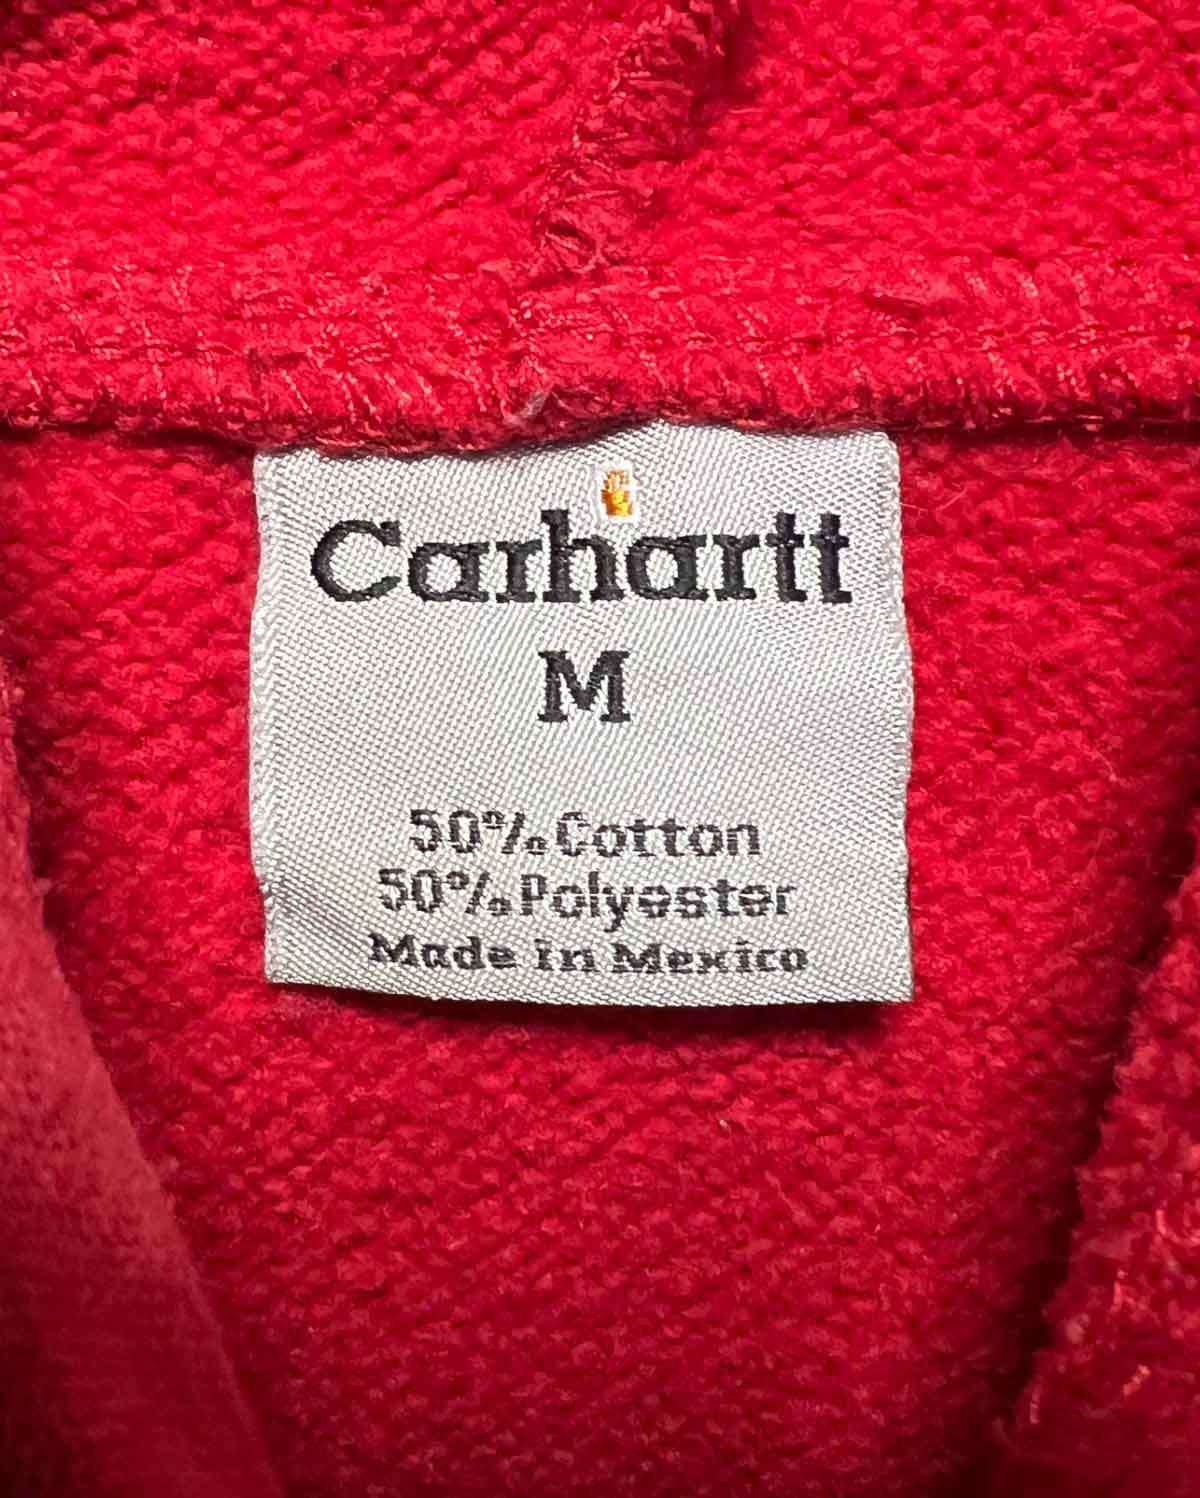 Carhartt
M
50% Cotton
50% Polyester
Made in Mexico